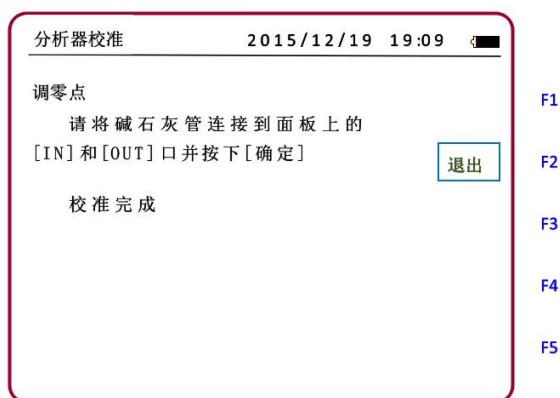 分析器校准 2015/12/19 19:09
调零点
请将碱石灰管连接到面板上的
[IN]和[OUT]口并按下[确定]
退出
校准完成
F1
F2
F3
F4
F5